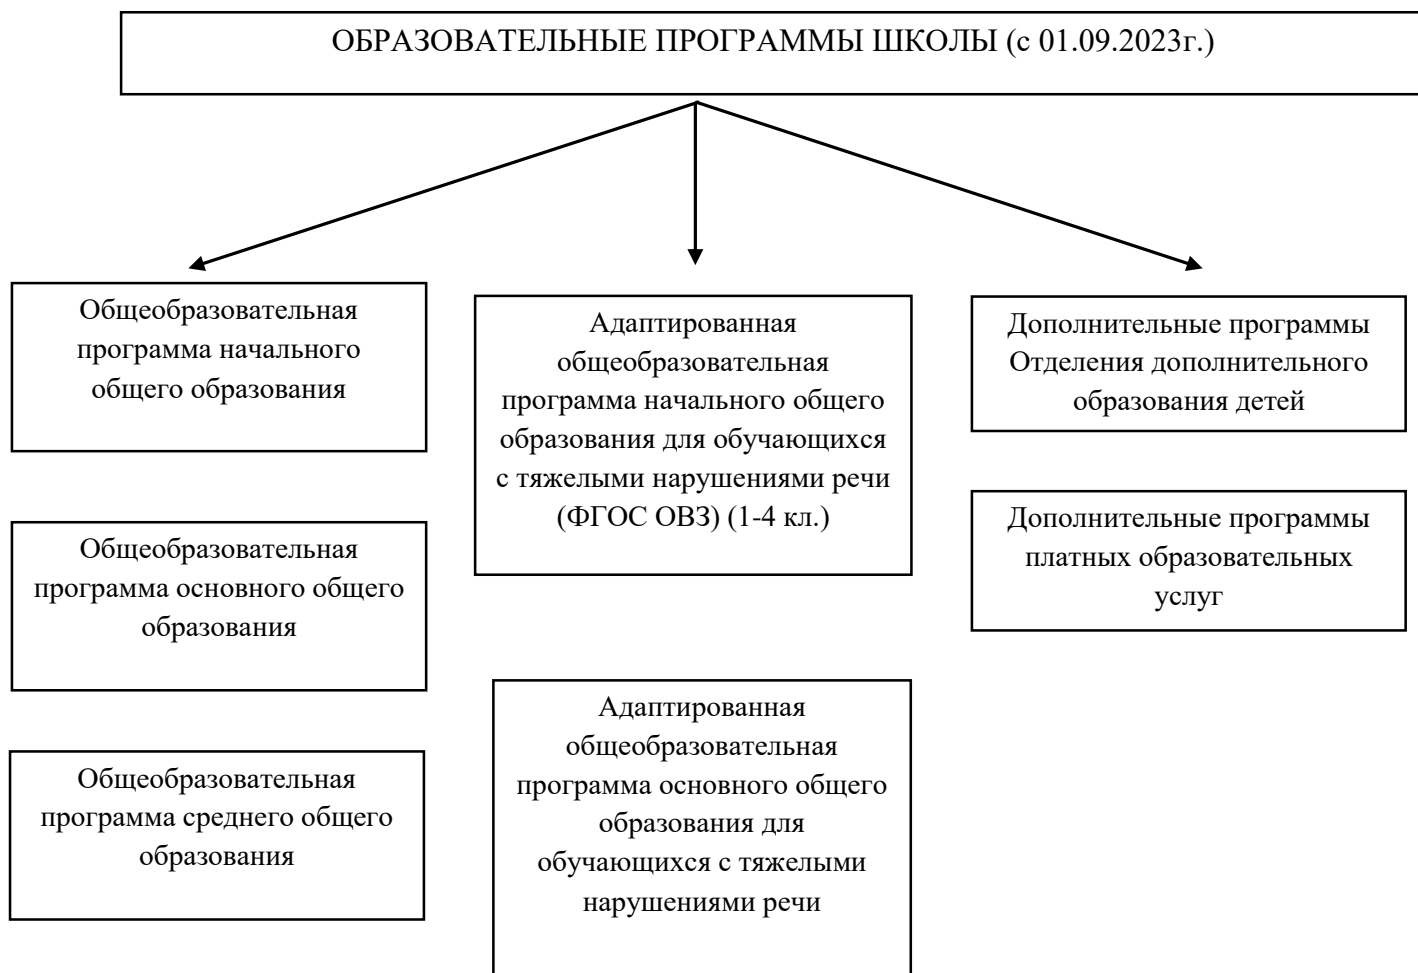 ОБРАЗОВАТЕЛЬНЫЕ ПРОГРАММЫ ШКОЛЫ (с 01.09.2023г.)
Общеобразовательная
программа начального
общего образования
Общеобразовательная
программа основного общего
образования
Общеобразовательная
программа среднего общего
образования
Адаптированная
общеобразовательная
программа начального общего
образования для обучающихся
с тяжелыми нарушениями речи
(ФГОС ОВЗ) (1-4 кл.)
Адаптированная
общеобразовательная
программа основного общего
образования для
обучающихся с тяжелыми
нарушениями речи
Дополнительные программы
Отделения дополнительного
образования детей
Дополнительные программы
платных образовательных
услуг